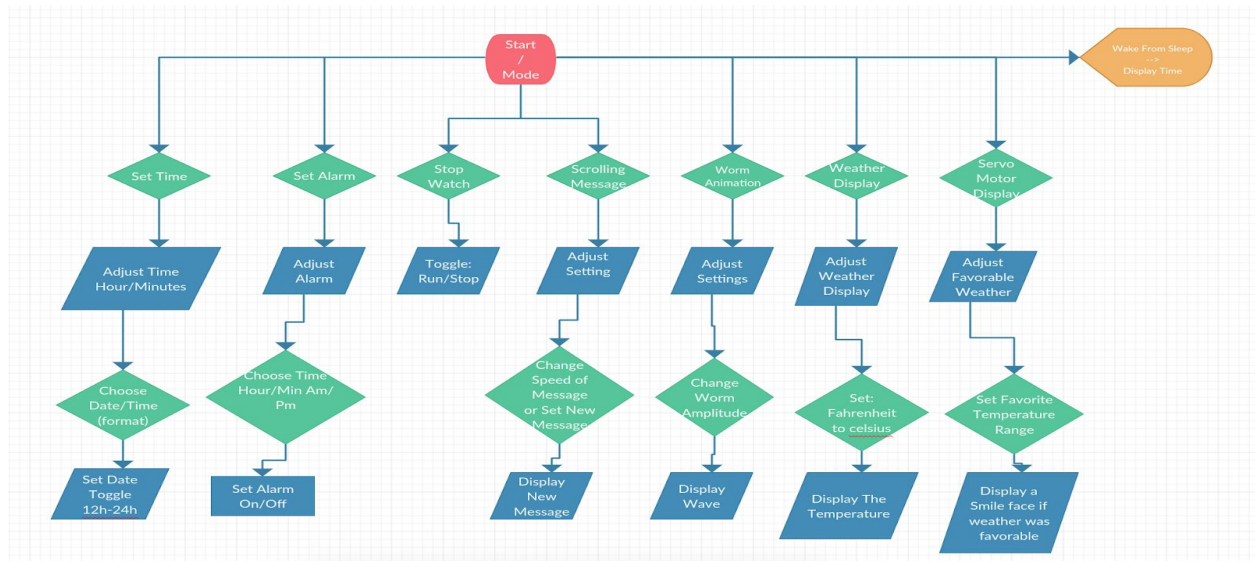 Start
/
Mode
Wake From Sleep
-->
Display Time
Set Time
Set Alarm
Stop
Watch
Scrolling
Message
Worm
Animation
Weather
Display
Servo
Motor
Display
Adjust Time
Hour/Minutes
Adjust
Alarm
Toggle:
Run/Stop
Adjust
Setting
Adjust
Settings
Adjust
Weather
Display
Adjust
Favorable
Weather
Choose
Date/Time
(format)
Choose Time
Hour/Min Am/
Pm
Change
Speed of
Message
or Set New
Message
Change
Worm
Amplitude
Set:
Fahrenheit
to celsius
Set Favorite
Temperature
Range
Set Date
Toggle
12h-24h
Set Alarm
On/Off
Display
New
Message
Display
Wave
Display The
Temperature
Display a
Smile face if
weather was
favorable